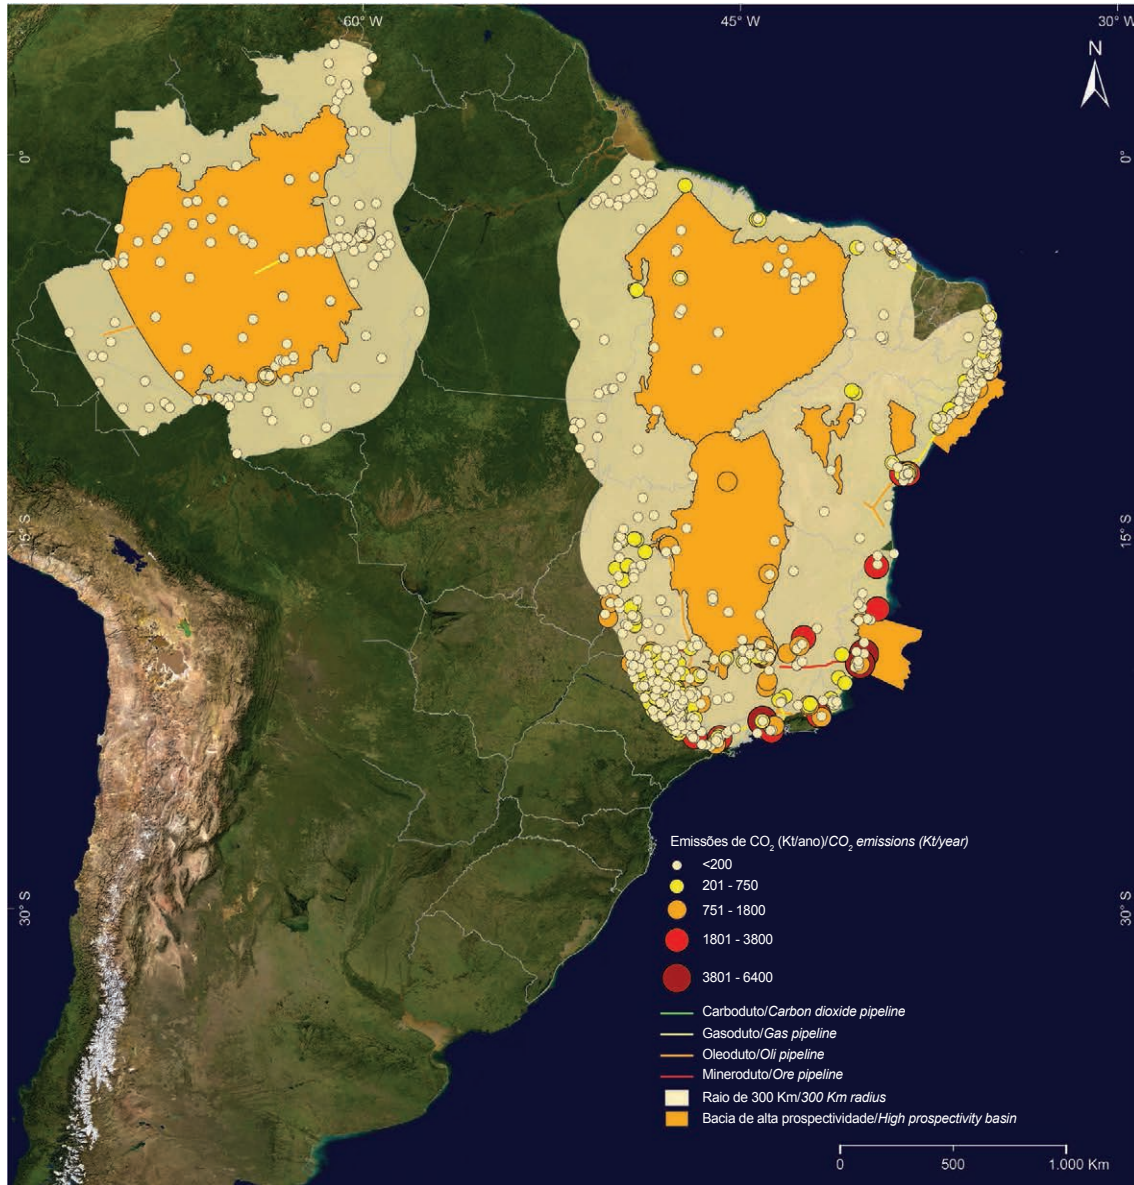 60° W
45° W
30° W
N
0°
0°
15° S
15° S
30° S
30° S
Emissões de CO₂ (Kt/ano)/CO₂ emissions (Kt/year)
<200
201 - 750
751 - 1800
1801 - 3800
3801 - 6400
Carboduto/Carbon dioxide pipeline
Gasoduto/Gas pipeline
Oleoduto/Oli pipeline
Mineroduto/Ore pipeline
Raio de 300 Km/300 Km radius
Bacia de alta prospectividade/High prospectivity basin
0 500 1.000 Km